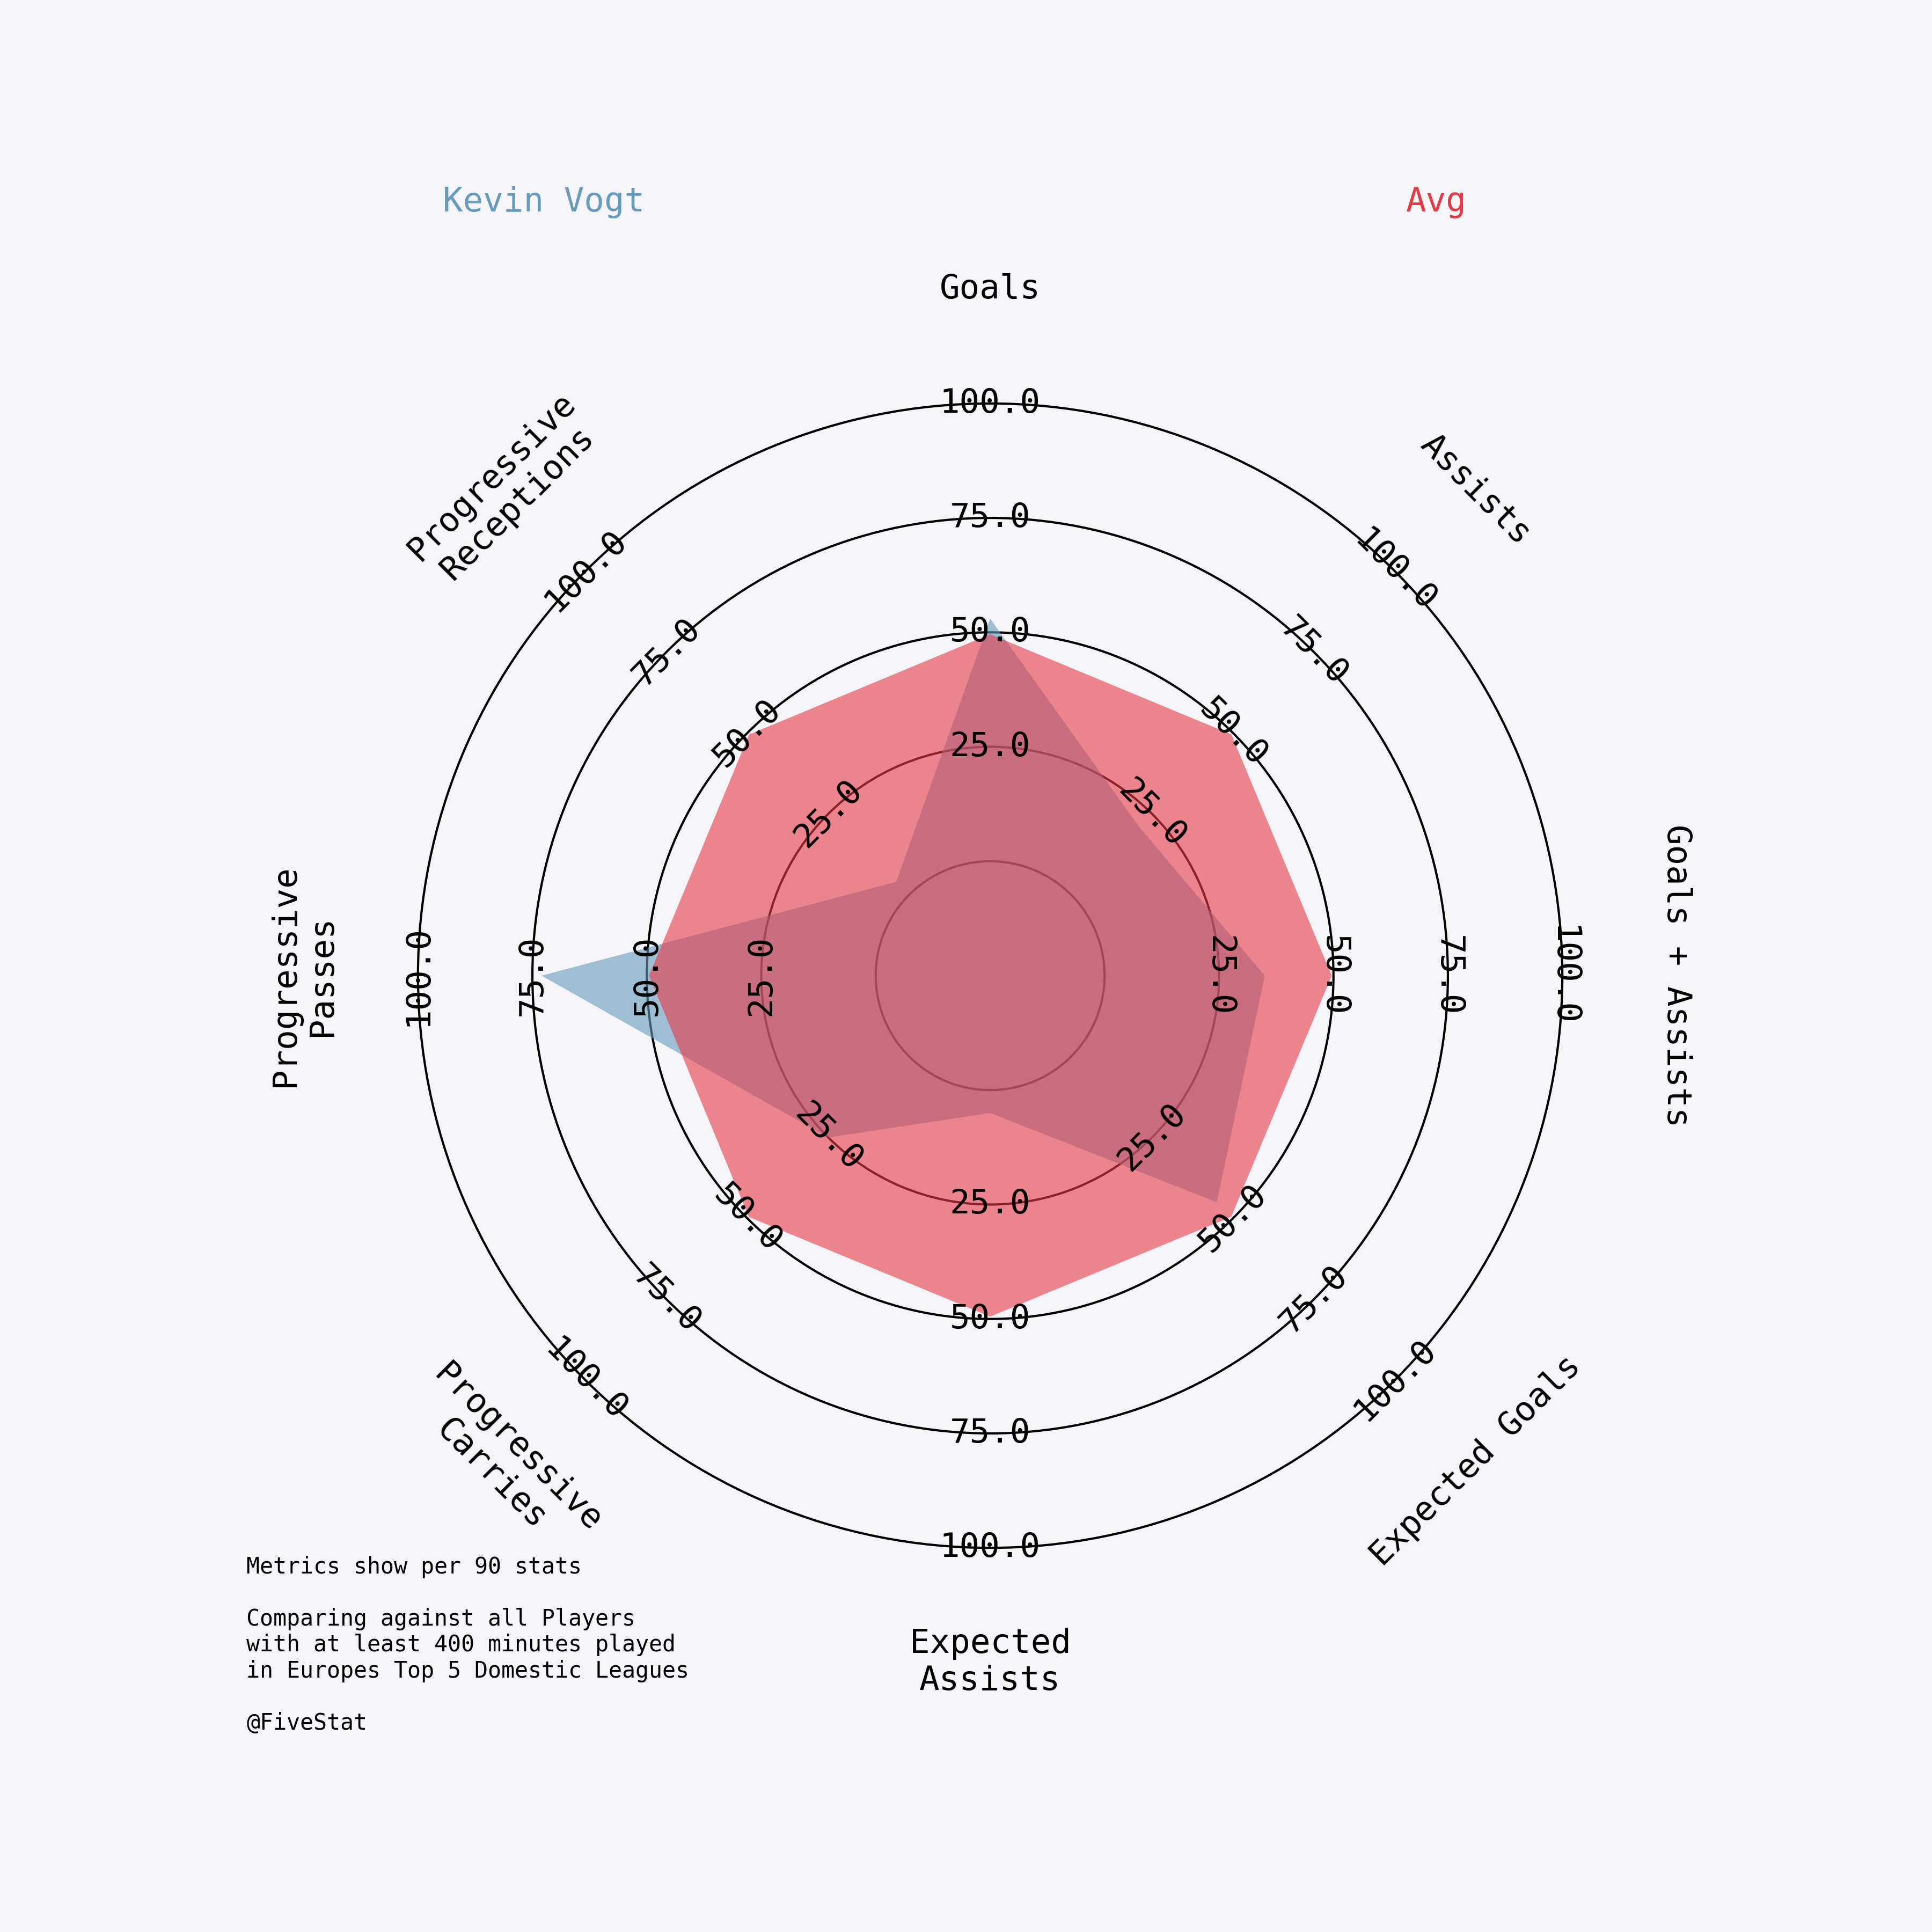 Kevin Vogt
Avg
Goals
Assists
Goals + Assists
Expected Goals
Expected
Assists
Progressive
Carries
Progressive
Passes
Progressive
Receptions
100.0
75.0
50.0
25.0
100.0
75.0
50.0
25.0
100.0
75.0
50.0
25.0
100.0
75.0
50.0
25.0
25.0
50.0
75.0
100.0
25.0
50.0
75.0
100.0
100.0
75.0
50.0
25.0
100.0
75.0
50.0
25.0
Metrics show per 90 stats
Comparing against all Players
with at least 400 minutes played
in Europes Top 5 Domestic Leagues
@FiveStat